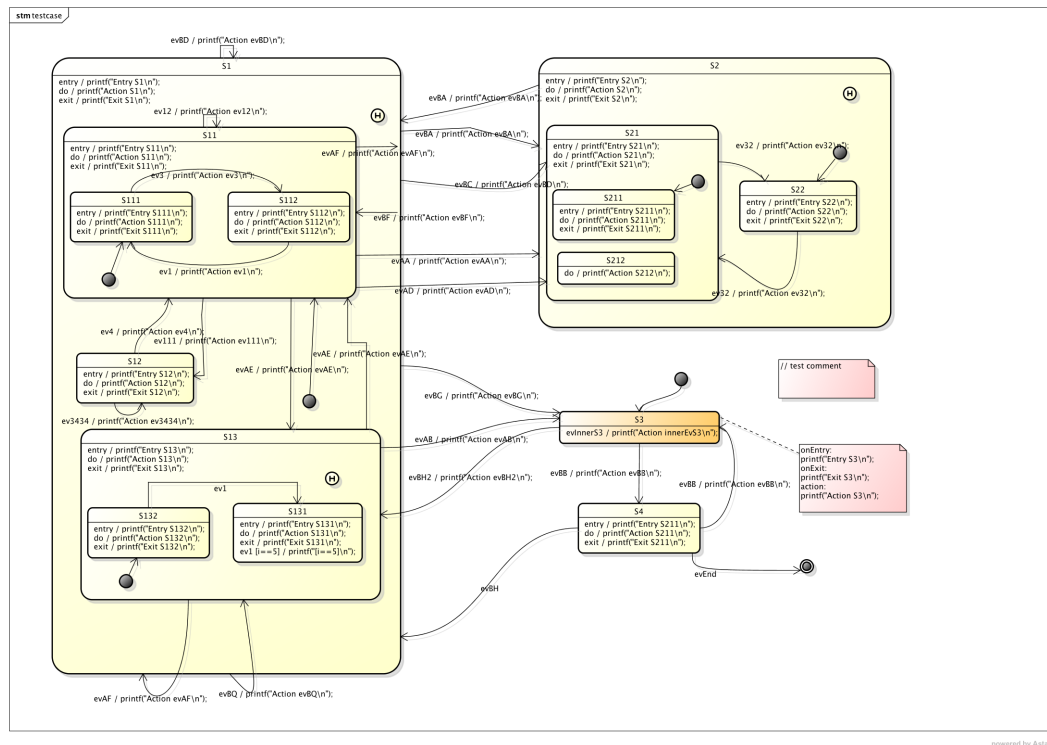 stm testcase
evBD / printf("Action evBD\n");
S1
entry / printf("Entry S1\n");
do / printf("Action S1\n");
exit / printf("Exit S1\n");
H
ev12 / printf("Action ev12\n");
S11
entry / printf("Entry S11\n");
do / printf("Action S11\n");
exit / printf("Exit S11\n");
ev3 / printf("Action ev3\n");
S111
entry / printf("Entry S111\n");
do / printf("Action S111\n");
exit / printf("Exit S111\n");
S112
entry / printf("Entry S112\n");
do / printf("Action S112\n");
exit / printf("Exit S112\n");
ev1 / printf("Action ev1\n");
evBA / printf("Action evBA\n");
evBA / printf("Action evBA\n");
evAF / printf("Action evAF\n");
evBC / printf("Action evBD\n");
evBF / printf("Action evBF\n");
evAA / printf("Action evAA\n");
evAD / printf("Action evAD\n");
S2
entry / printf("Entry S2\n");
do / printf("Action S2\n");
exit / printf("Exit S2\n");
H
S21
entry / printf("Entry S21\n");
do / printf("Action S21\n");
exit / printf("Exit S21\n");
S211
entry / printf("Entry S211\n");
do / printf("Action S211\n");
exit / printf("Exit S211\n");
S212
do / printf("Action S212\n");
ev32 / printf("Action ev32\n");
S22
entry / printf("Entry S22\n");
do / printf("Action S22\n");
exit / printf("Exit S22\n");
ev32 / printf("Action ev32\n");
ev4 / printf("Action ev4\n");
ev111 / printf("Action ev111\n");
S12
entry / printf("Entry S12\n");
do / printf("Action S12\n");
exit / printf("Exit S12\n");
ev3434 / printf("Action ev3434\n");
evAE / printf("Action evAE\n");
evAE / printf("Action evAE\n");
evBG / printf("Action evBG\n");
// test comment
S3
evInnerS3 / printf("Action innerEvS3\n");
evAB / printf("Action evAB\n");
evBH2 / printf("Action evBH2\n");
evBB / printf("Action evBB\n");
evBB / printf("Action evBB\n");
onEntry:
printf("Entry S3\n");
onExit:
printf("Exit S3\n");
action:
printf("Action S3\n");
S13
entry / printf("Entry S13\n");
do / printf("Action S13\n");
exit / printf("Exit S13\n");
H
ev1
S132
entry / printf("Entry S132\n");
do / printf("Action S132\n");
exit / printf("Exit S132\n");
S131
entry / printf("Entry S131\n");
do / printf("Action S131\n");
exit / printf("Exit S131\n");
ev1 [i==5] / printf("[i==5]\n");
S4
entry / printf("Entry S211\n");
do / printf("Action S211\n");
exit / printf("Exit S211\n");
evEnd
evBH
evAF / printf("Action evAF\n");
evBQ / printf("Action evBQ\n");